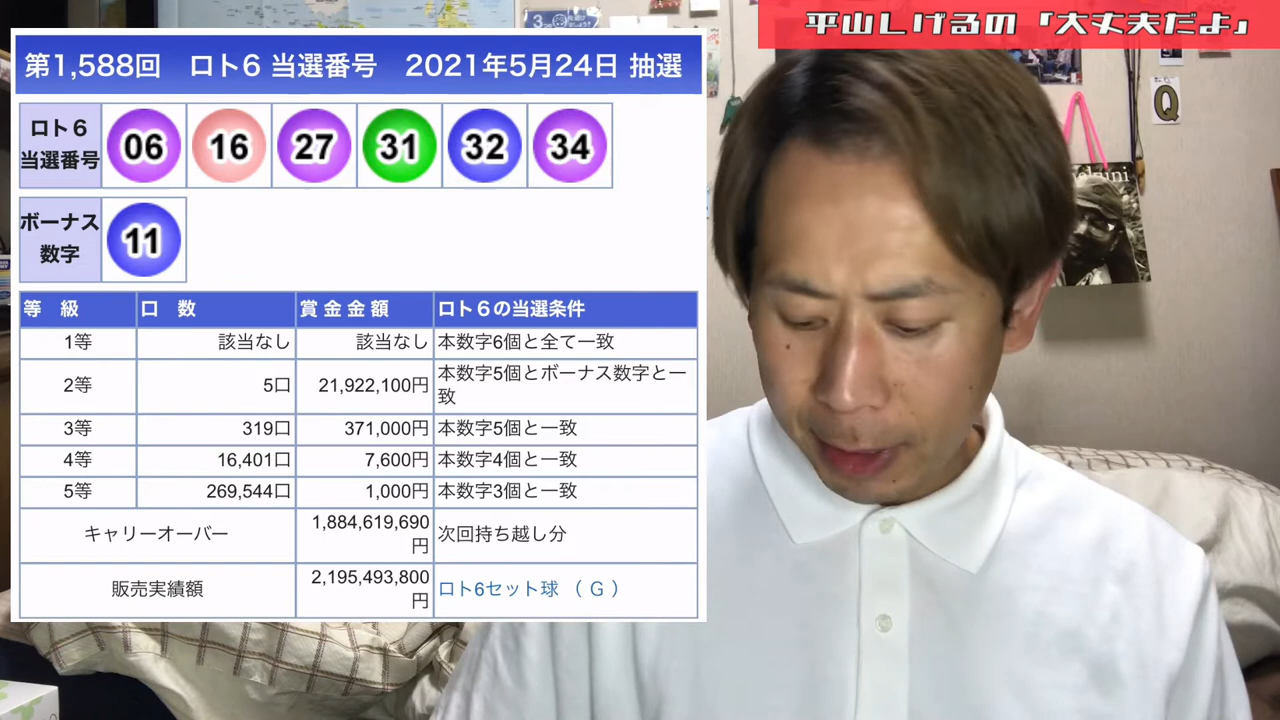 平山しげるの「大丈夫だよ」
第1,588回 ロト6 当選番号 2021年5月24日 抽選
ロト６
当選番号
06 16 27 31 32 34
ボーナス
数字
11
等 級 口 数 賞 金 金 額 ロト６の当選条件
1等 該当なし 該当なし 本数字6個と全て一致
2等 5口 21,922,100円 本数字5個とボーナス数字と一
致
3等 319口 371,000円 本数字5個と一致
4等 16,401口 7,600円 本数字4個と一致
5等 269,544口 1,000円 本数字3個と一致
キャリーオーバー 1,884,619,690
円 次回持ち越し分
販売実績額 2,195,493,800
円 ロト6セット球 （ G ）
Q